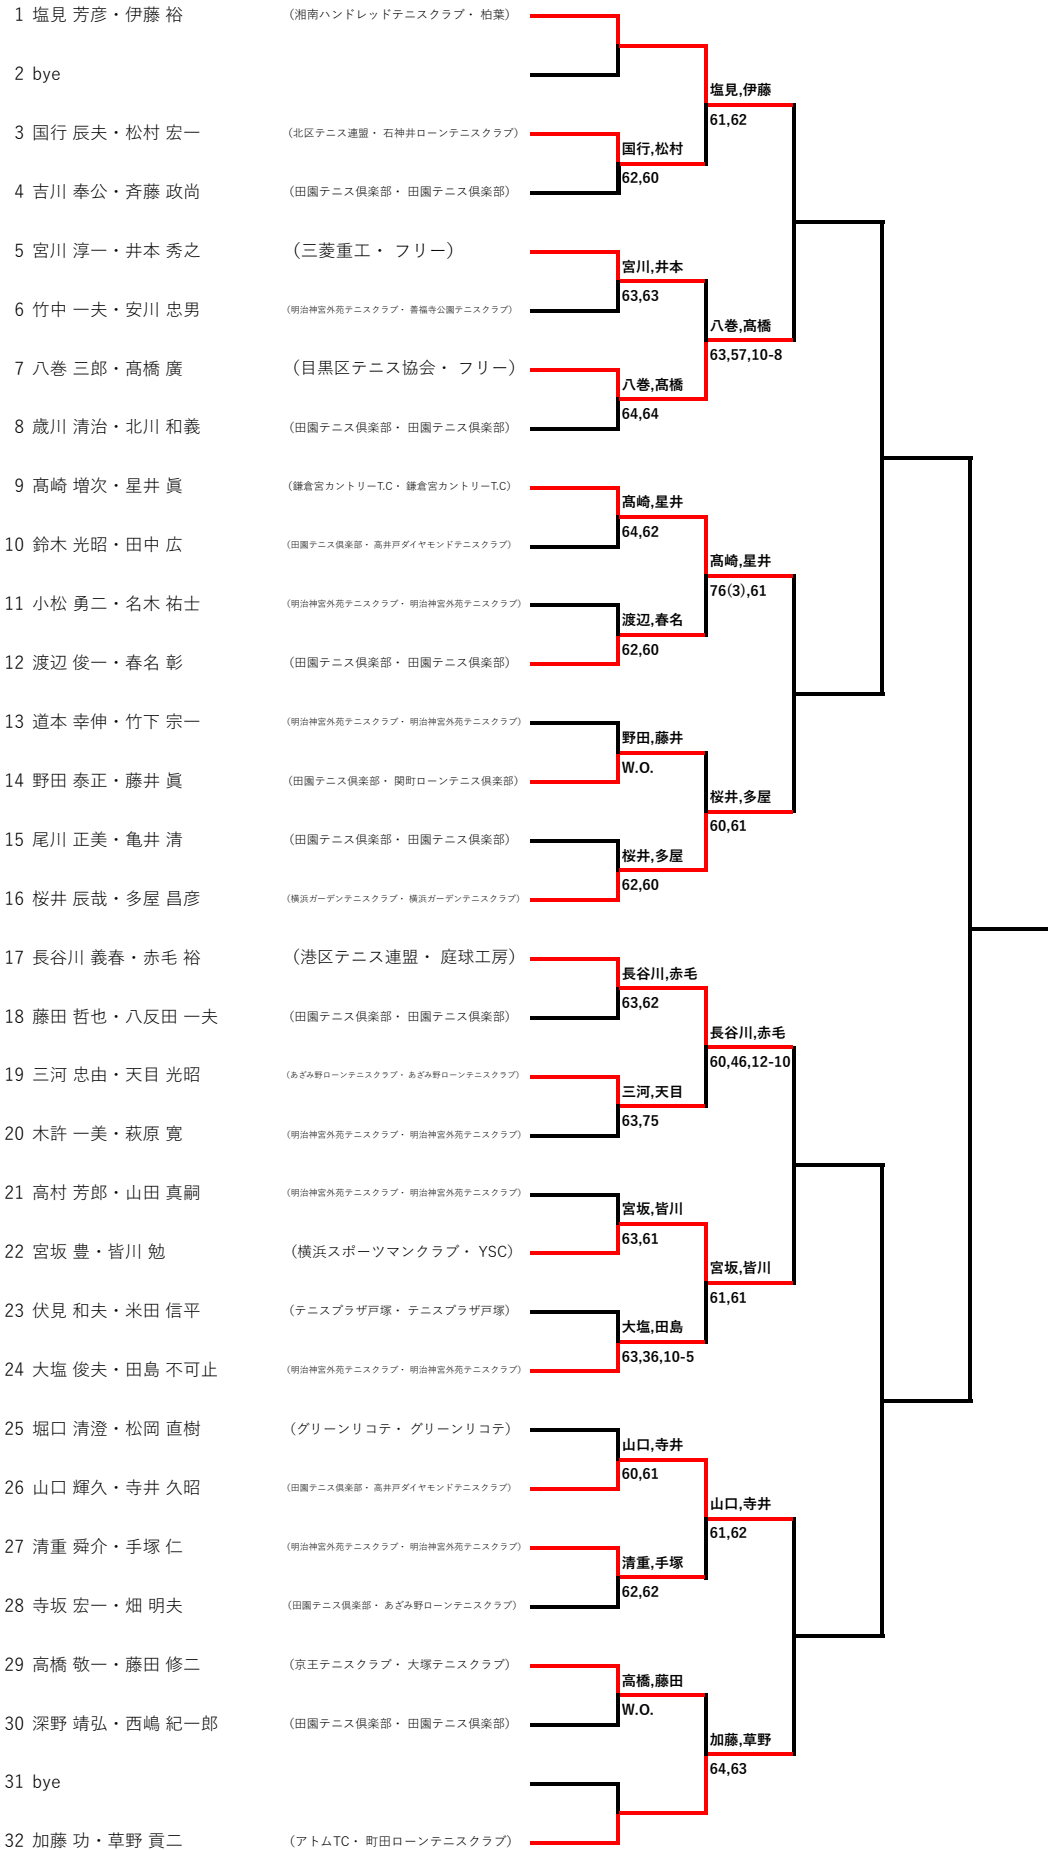 1 塩見 芳彦・伊藤 裕 (湘南ハンドレッドテニスクラブ・ 柏葉)
2 bye
塩見,伊藤
61,62
3 国行 辰夫・松村 宏一 (北区テニス連盟・ 石神井ローンテニスクラブ)
国行,松村
62,60
4 吉川 奉公・斉藤 政尚 (田園テニス倶楽部・ 田園テニス倶楽部)
5 宮川 淳一・井本 秀之 (三菱重工・ フリー)
宮川,井本
63,63
6 竹中 一夫・安川 忠男 (明治神宮外苑テニスクラブ・ 善福寺公園テニスクラブ)
八巻,髙橋
63,57,10-8
7 八巻 三郎・髙橋 廣 (目黒区テニス協会・ フリー)
八巻,髙橋
64,64
8 歳川 清治・北川 和義 (田園テニス倶楽部・ 田園テニス倶楽部)
9 髙崎 増次・星井 眞 (鎌倉宮カントリーT.C・ 鎌倉宮カントリーT.C)
髙崎,星井
64,62
10 鈴木 光昭・田中 広 (田園テニス倶楽部・ 高井戸ダイヤモンドテニスクラブ)
髙崎,星井
76(3),61
11 小松 勇二・名木 祐士 (明治神宮外苑テニスクラブ・ 明治神宮外苑テニスクラブ)
渡辺,春名
62,60
12 渡辺 俊一・春名 彰 (田園テニス倶楽部・ 田園テニス倶楽部)
13 道本 幸伸・竹下 宗一 (明治神宮外苑テニスクラブ・ 明治神宮外苑テニスクラブ)
野田,藤井
W.O.
14 野田 泰正・藤井 眞 (田園テニス倶楽部・ 関町ローンテニス倶楽部)
桜井,多屋
60,61
15 尾川 正美・亀井 清 (田園テニス倶楽部・ 田園テニス倶楽部)
桜井,多屋
62,60
16 桜井 辰哉・多屋 昌彦 (横浜ガーデンテニスクラブ・ 横浜ガーデンテニスクラブ)
17 長谷川 義春・赤毛 裕 (港区テニス連盟・ 庭球工房)
長谷川,赤毛
63,62
18 藤田 哲也・八反田 一夫 (田園テニス倶楽部・ 田園テニス倶楽部)
長谷川,赤毛
60,46,12-10
19 三河 忠由・天目 光昭 (あざみ野ローンテニスクラブ・ あざみ野ローンテニスクラブ)
三河,天目
63,75
20 木許 一美・萩原 寛 (明治神宮外苑テニスクラブ・ 明治神宮外苑テニスクラブ)
21 高村 芳郎・山田 真嗣 (明治神宮外苑テニスクラブ・ 明治神宮外苑テニスクラブ)
宮坂,皆川
63,61
22 宮坂 豊・皆川 勉 (横浜スポーツマンクラブ・ YSC)
宮坂,皆川
61,61
23 伏見 和夫・米田 信平 (テニスプラザ戸塚・ テニスプラザ戸塚)
大塩,田島
63,36,10-5
24 大塩 俊夫・田島 不可止 (明治神宮外苑テニスクラブ・ 明治神宮外苑テニスクラブ)
25 堀口 清澄・松岡 直樹 (グリーンリコテ・ グリーンリコテ)
山口,寺井
60,61
26 山口 輝久・寺井 久昭 (田園テニス倶楽部・ 高井戸ダイヤモンドテニスクラブ)
山口,寺井
61,62
27 清重 舜介・手塚 仁 (明治神宮外苑テニスクラブ・ 明治神宮外苑テニスクラブ)
清重,手塚
62,62
28 寺坂 宏一・畑 明夫 (田園テニス倶楽部・ あざみ野ローンテニスクラブ)
29 高橋 敬一・藤田 修二 (京王テニスクラブ・ 大塚テニスクラブ)
高橋,藤田
W.O.
30 深野 靖弘・西嶋 紀一郎 (田園テニス倶楽部・ 田園テニス倶楽部)
加藤,草野
64,63
31 bye
32 加藤 功・草野 貢二 (アトムTC・ 町田ローンテニスクラブ)